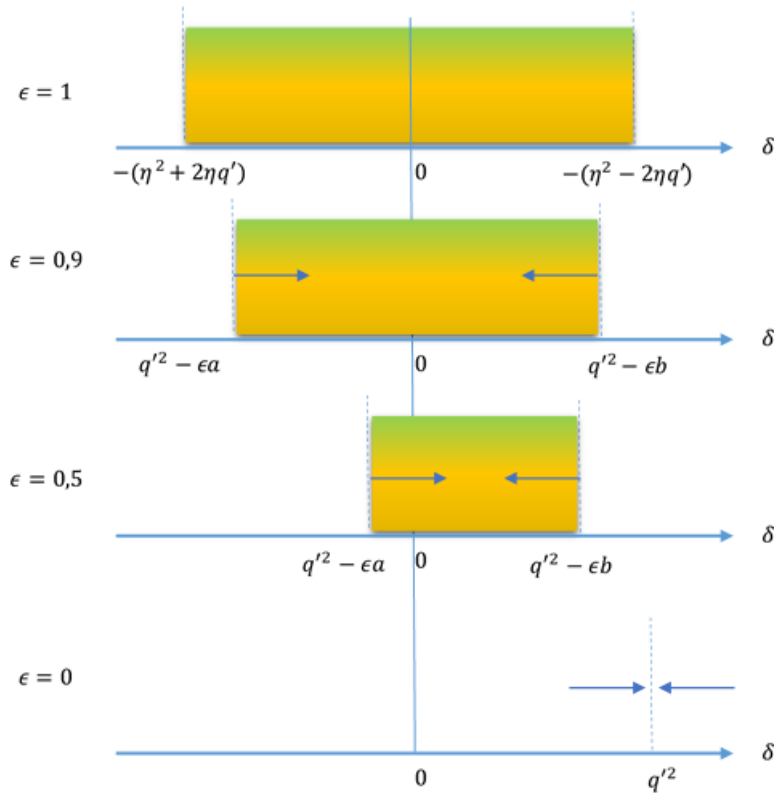 ϵ = 1
δ
−(η² + 2ηq′) 0 −(η² − 2ηq′)
ϵ = 0,9
δ
q′² − ϵa 0 q′² − ϵb
ϵ = 0,5
δ
q′² − ϵa 0 q′² − ϵb
ϵ = 0
δ
0 q′²